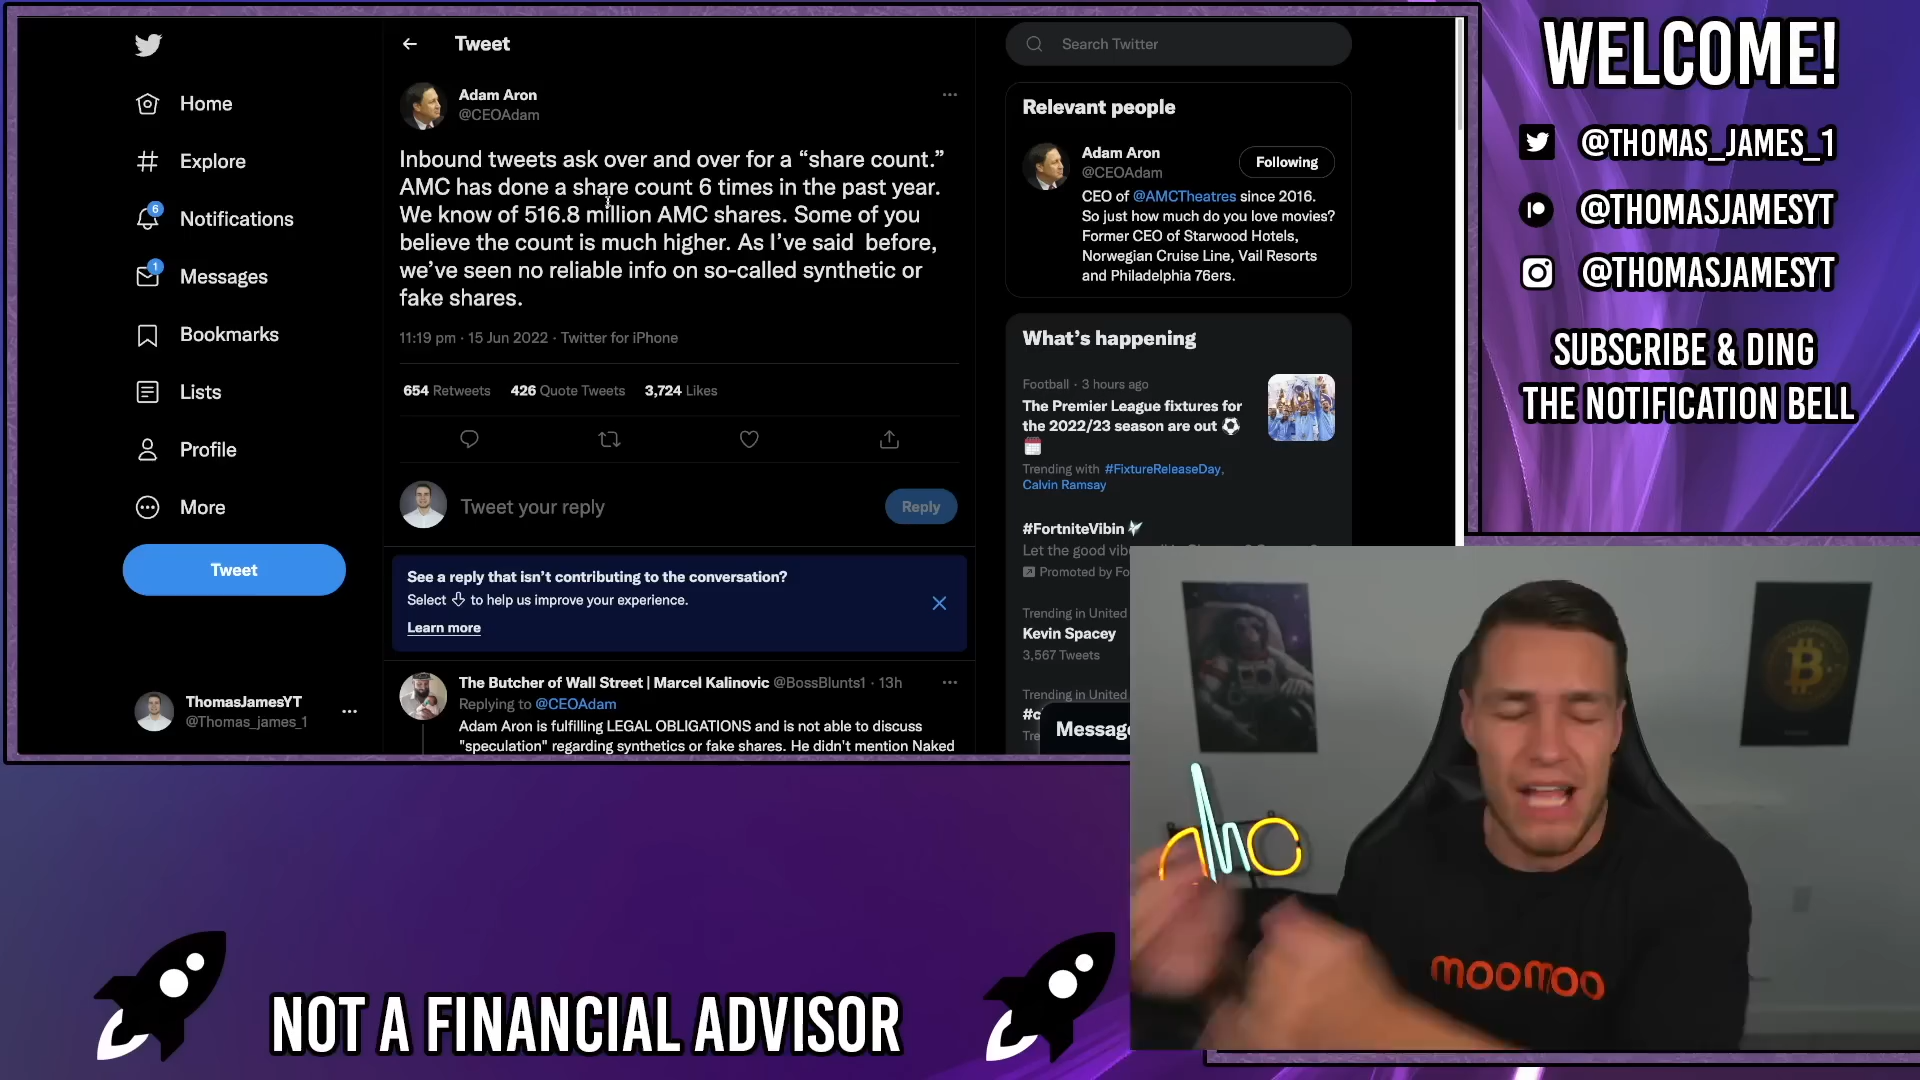 Home
Explore
6
Notifications
1
Messages
Bookmarks
Lists
Profile
More
Tweet
ThomasJamesYT
@Thomas_james_1
Tweet
Adam Aron
@CEOAdam
Inbound tweets ask over and over for a “share count.”
AMC has done a share count 6 times in the past year.
We know of 516.8 million AMC shares. Some of you
believe the count is much higher. As I’ve said before,
we’ve seen no reliable info on so-called synthetic or
fake shares.
11:19 pm · 15 Jun 2022 · Twitter for iPhone
654 Retweets 426 Quote Tweets 3,724 Likes
Tweet your reply
Reply
See a reply that isn’t contributing to the conversation?
Select to help us improve your experience.
Learn more
The Butcher of Wall Street | Marcel Kalinovic @BossBlunts1 · 13h
Replying to @CEOAdam
Adam Aron is fulfilling LEGAL OBLIGATIONS and is not able to discuss
"speculation" regarding synthetics or fake shares. He didn't mention Naked
Search Twitter
Relevant people
Adam Aron
@CEOAdam
Following
CEO of @AMCTheatres since 2016.
So just how much do you love movies?
Former CEO of Starwood Hotels,
Norwegian Cruise Line, Vail Resorts
and Philadelphia 76ers.
What’s happening
Football · 3 hours ago
The Premier League fixtures for
the 2022/23 season are out
Trending with #FixtureReleaseDay,
Calvin Ramsay
#FortniteVibin
Let the good
Promoted by
Trending in United
Kevin Spacey
3,567 Tweets
Trending in United
Messag
WELCOME!
@THOMAS_JAMES_1
@THOMASJAMESYT
@THOMASJAMESYT
SUBSCRIBE & DING
THE NOTIFICATION BELL
moomoo
NOT A FINANCIAL ADVISOR